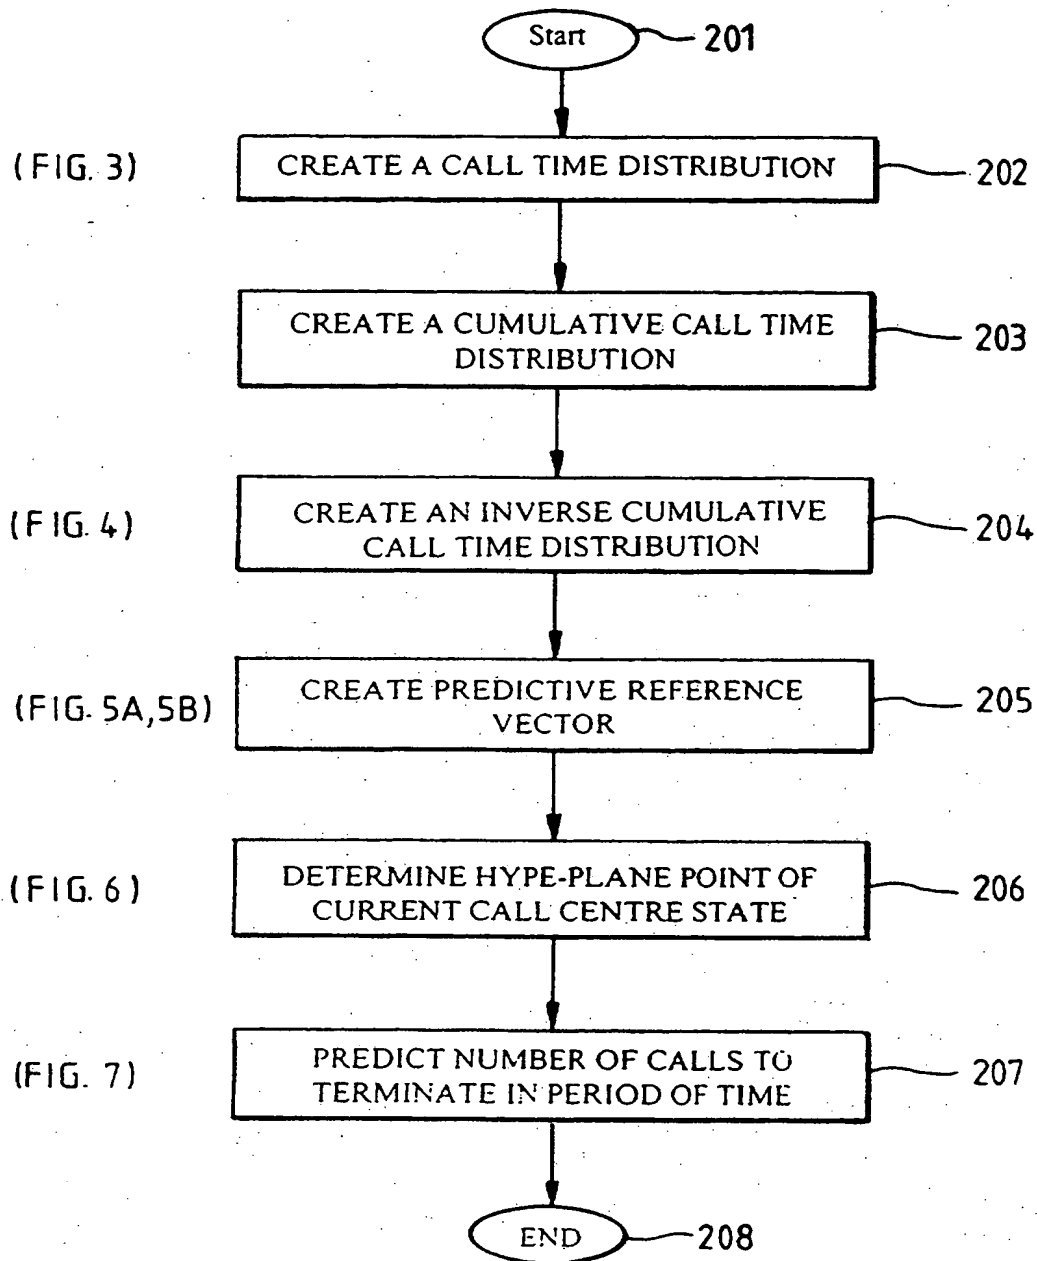 Start
201
(FIG. 3)
CREATE A CALL TIME DISTRIBUTION
202
CREATE A CUMULATIVE CALL TIME
DISTRIBUTION
203
(FIG. 4)
CREATE AN INVERSE CUMULATIVE
CALL TIME DISTRIBUTION
204
(FIG. 5A,5B)
CREATE PREDICTIVE REFERENCE
VECTOR
205
(FIG. 6)
DETERMINE HYPE-PLANE POINT OF
CURRENT CALL CENTRE STATE
206
(FIG. 7)
PREDICT NUMBER OF CALLS TO
TERMINATE IN PERIOD OF TIME
207
END
208